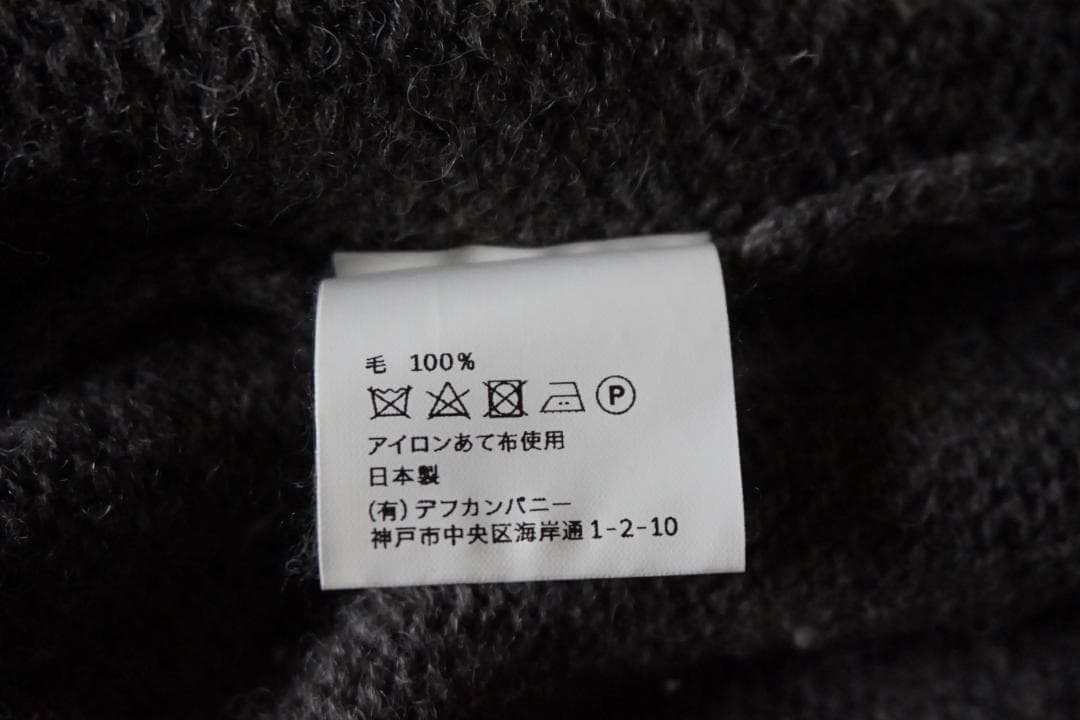 毛 100%
P
アイロンあて布使用
日本製
(有)デフカンパニー
神戸市中央区海岸通1-2-10